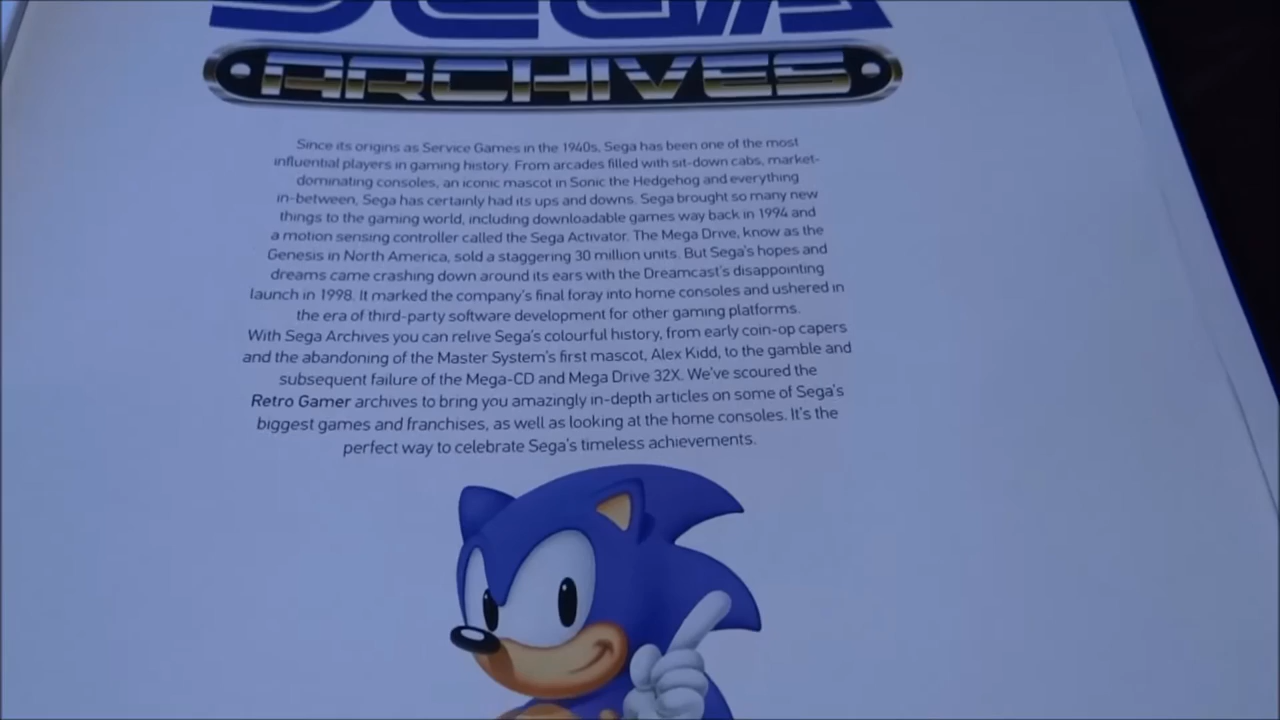 SEGA
ARCHIVES
Since its origins as Service Games in the 1940s, Sega has been one of the most
influential players in gaming history. From arcades filled with sit-down cabs, market-
dominating consoles, an iconic mascot in Sonic the Hedgehog and everything
in-between, Sega has certainly had its ups and downs. Sega brought so many new
things to the gaming world, including downloadable games way back in 1994 and
a motion sensing controller called the Sega Activator. The Mega Drive, know as the
Genesis in North America, sold a staggering 30 million units. But Sega's hopes and
dreams came crashing down around its ears with the Dreamcast's disappointing
launch in 1998. It marked the company's final foray into home consoles and ushered in
the era of third-party software development for other gaming platforms.
With Sega Archives you can relive Sega's colourful history, from early coin-op capers
and the abandoning of the Master System's first mascot, Alex Kidd, to the gamble and
subsequent failure of the Mega-CD and Mega Drive 32X. We've scoured the
Retro Gamer archives to bring you amazingly in-depth articles on some of Sega's
biggest games and franchises, as well as looking at the home consoles. It's the
perfect way to celebrate Sega's timeless achievements.